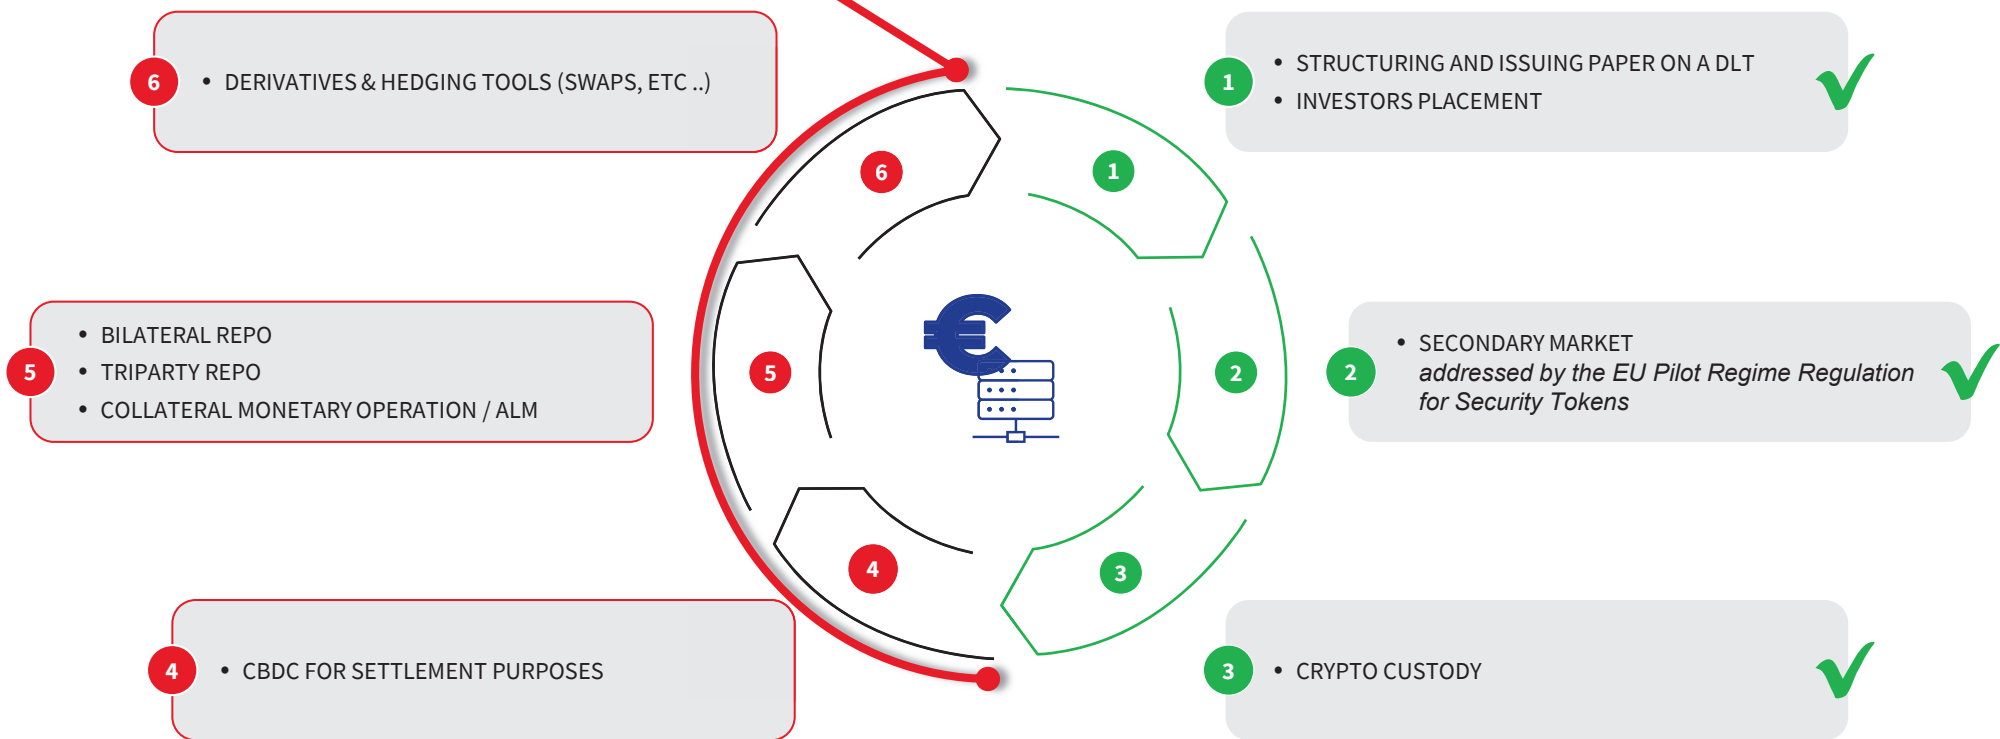 1
• STRUCTURING AND ISSUING PAPER ON A DLT
• INVESTORS PLACEMENT
2
• SECONDARY MARKET
addressed by the EU Pilot Regime Regulation
for Security Tokens
3
• CRYPTO CUSTODY
4
• CBDC FOR SETTLEMENT PURPOSES
5
• BILATERAL REPO
• TRIPARTY REPO
• COLLATERAL MONETARY OPERATION / ALM
6
• DERIVATIVES & HEDGING TOOLS (SWAPS, ETC ..)
1
2
3
4
5
6
€